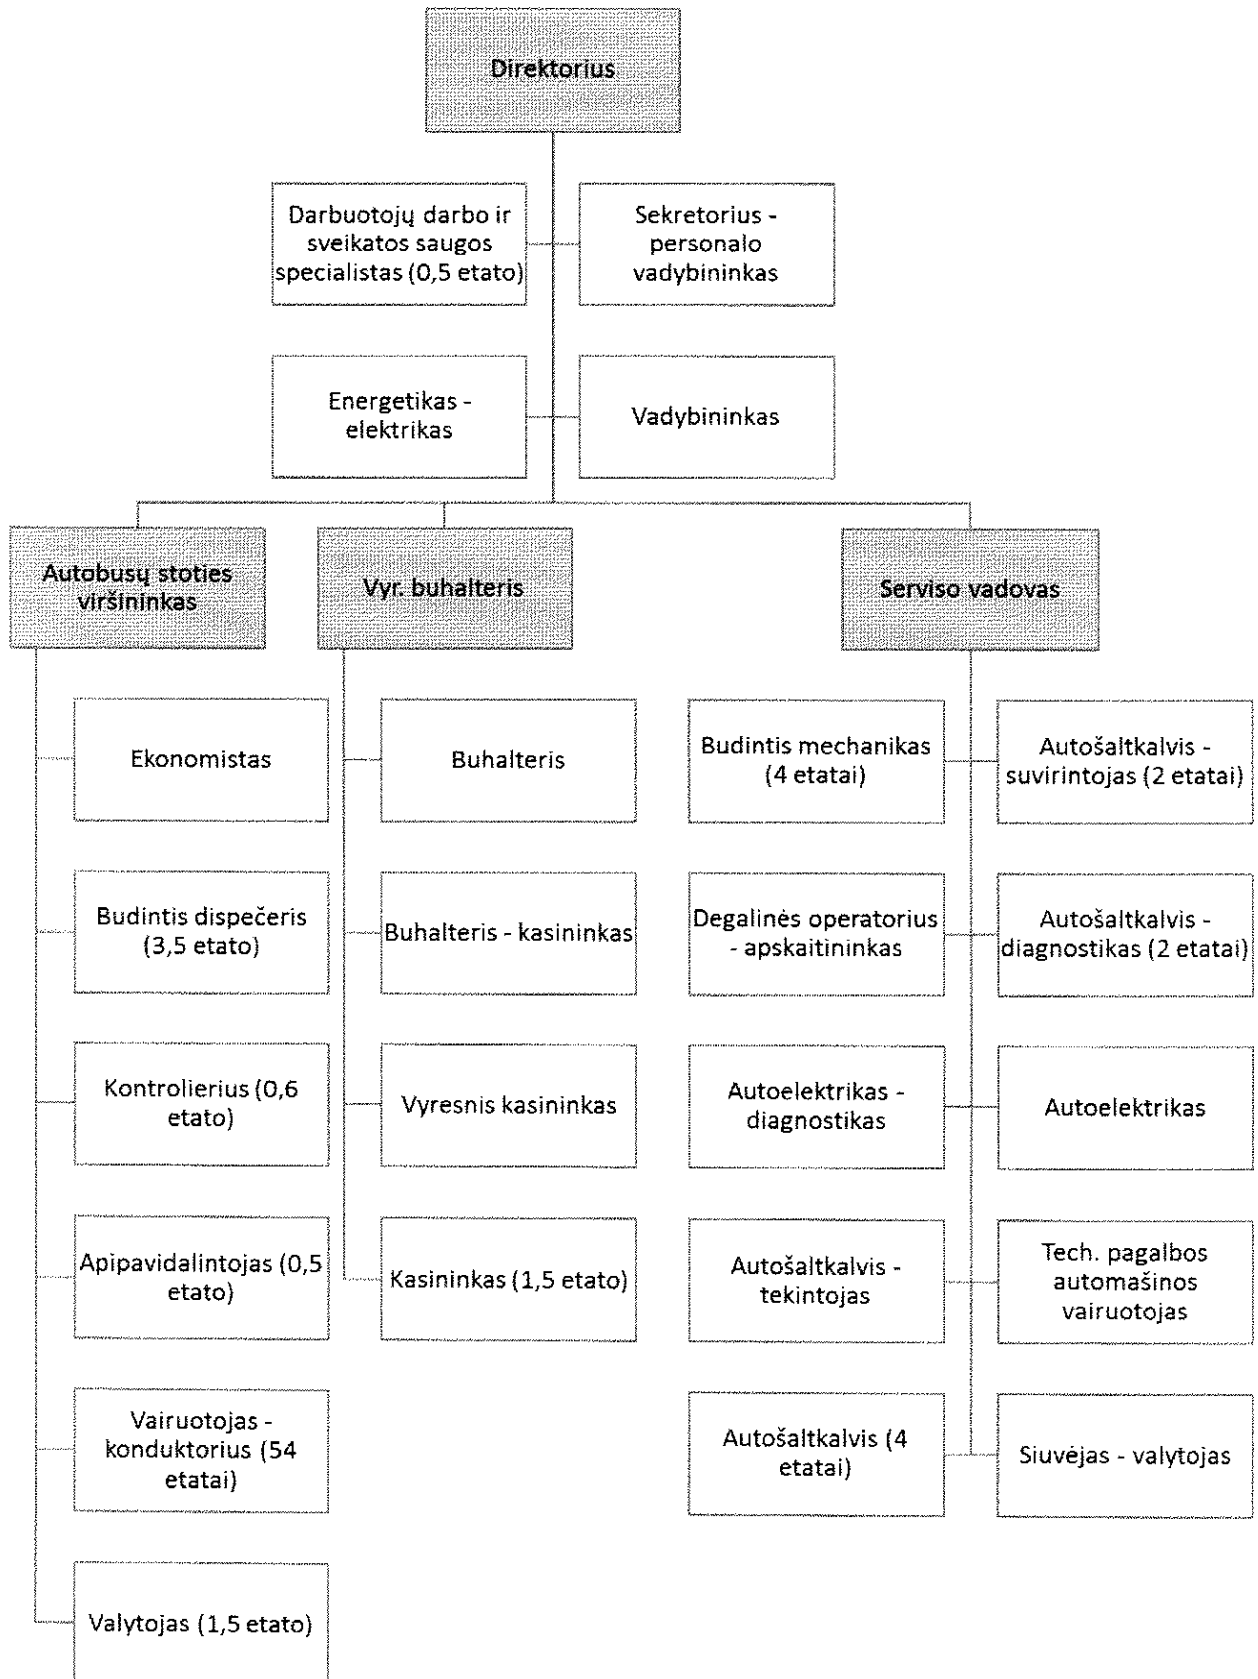 Direktorius
Darbuotojų darbo ir
sveikatos saugos
specialistas (0,5 etato)
Sekretorius -
personalo
vadybininkas
Energetikas -
elektrikas
Vadybininkas
Autobusų stoties
viršininkas
Vyr. buhalteris
Serviso vadovas
Ekonomistas
Budintis dispečeris
(3,5 etato)
Kontrolierius (0,6
etato)
Apipavidalintojas (0,5
etato)
Vairuotojas -
konduktorius (54
etatai)
Valytojas (1,5 etato)
Buhalteris
Buhalteris - kasininkas
Vyresnis kasininkas
Kasininkas (1,5 etato)
Budintis mechanikas
(4 etatai)
Autošaltkalvis -
suvirintojas (2 etatai)
Degalinės operatorius
- apskaitininkas
Autošaltkalvis -
diagnostikas (2 etatai)
Autoelektrikas -
diagnostikas
Autoelektrikas
Autošaltkalvis -
tekintojas
Tech. pagalbos
automašinos
vairuotojas
Autošaltkalvis (4
etatai)
Siuvėjas - valytojas